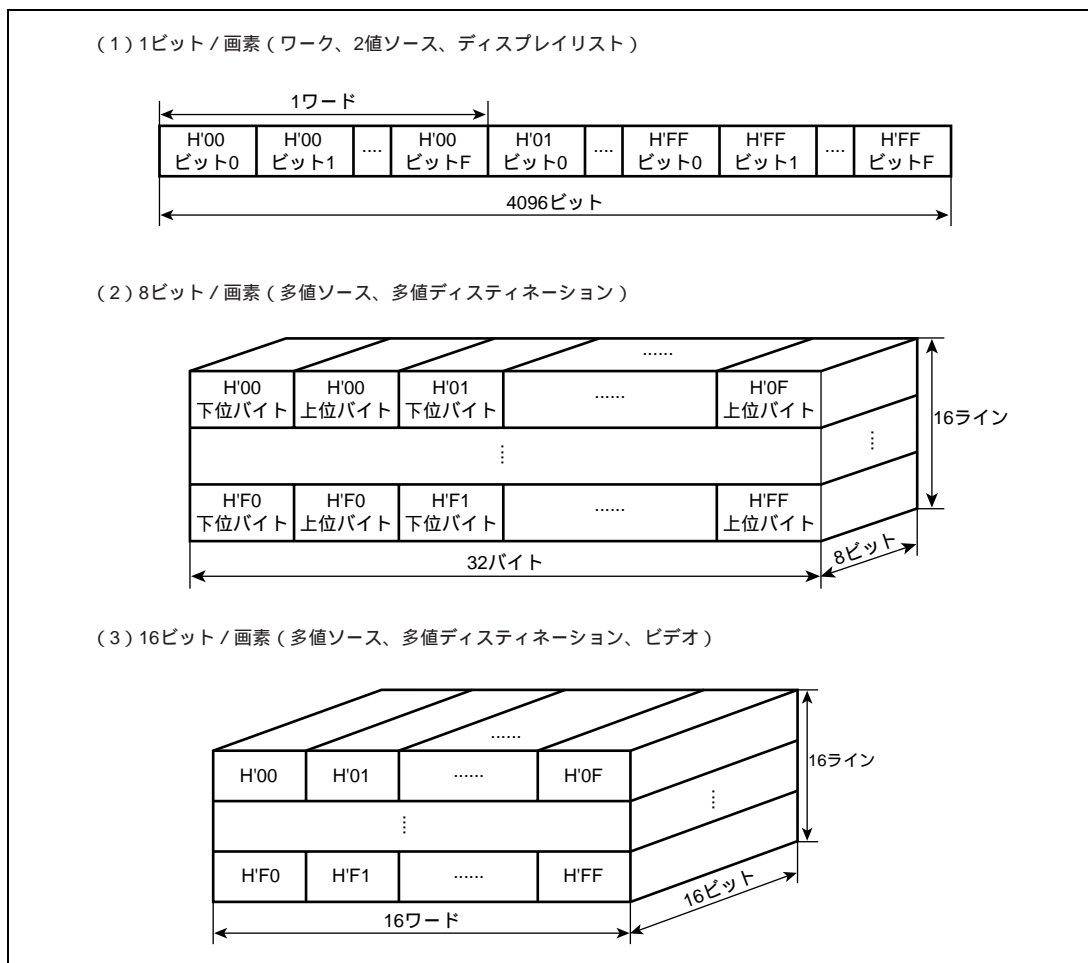 (1)1ビット/画素(ワーク、2値ソース、ディスプレイリスト)
1ワード
H'00 H'00 .... H'00 H'01 .... H'FF H'FF .... H'FF
ビット0 ビット1 ビットF ビット0 ビット0 ビット1 ビットF
4096ビット
(2)8ビット/画素(多値ソース、多値ディスティネーション)
......
H'00 H'00 H'01 ...... H'0F
下位バイト 上位バイト 下位バイト 上位バイト
16ライン
....
....
H'F0 H'F0 H'F1 ...... H'FF
下位バイト 上位バイト 下位バイト 上位バイト
32バイト
8ビット
(3)16ビット/画素(多値ソース、多値ディスティネーション、ビデオ)
......
H'00 H'01 ...... H'0F
16ライン
....
....
H'F0 H'F1 ...... H'FF
16ワード
16ビット